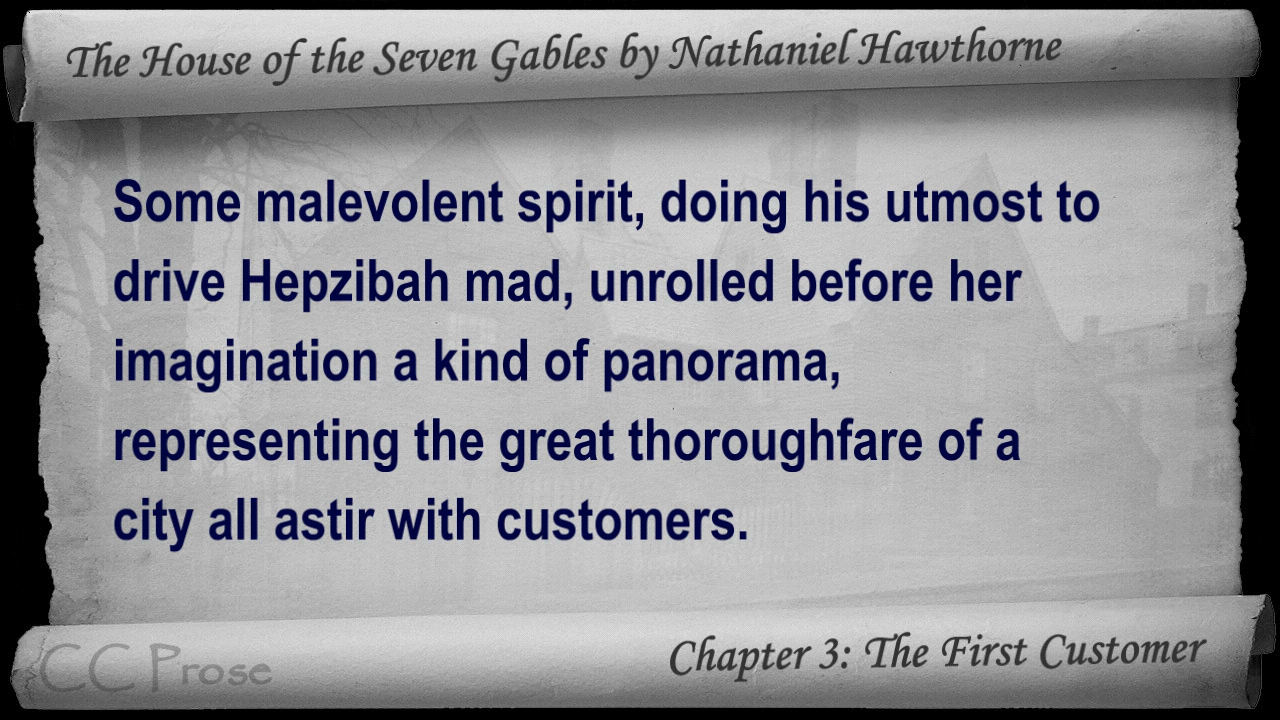 The House of the Seven Gables by Nathaniel Hawthorne
Some malevolent spirit, doing his utmost to
drive Hepzibah mad, unrolled before her
imagination a kind of panorama,
representing the great thoroughfare of a
city all astir with customers.
CC Prose
Chapter 3: The First Customer